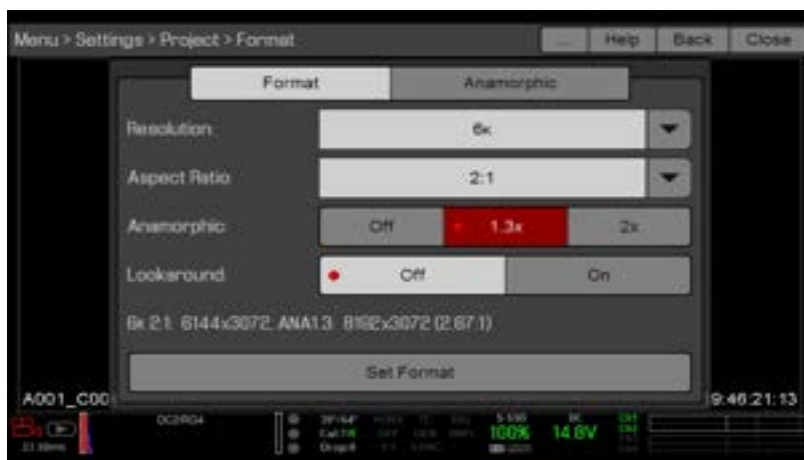 Menu > Settings > Project > Format
... Help Back Close
Format Anamorphic
Resolution: 6K
Aspect Ratio: 2:1
Anamorphic: Off 1.3x 2x
Lookaround: Off On
6K 2:1: 6144x3072, ANA1.3: 8192x3072 (2.67:1)
Set Format
A001_C00 9:46:21:13
100% 14.8V